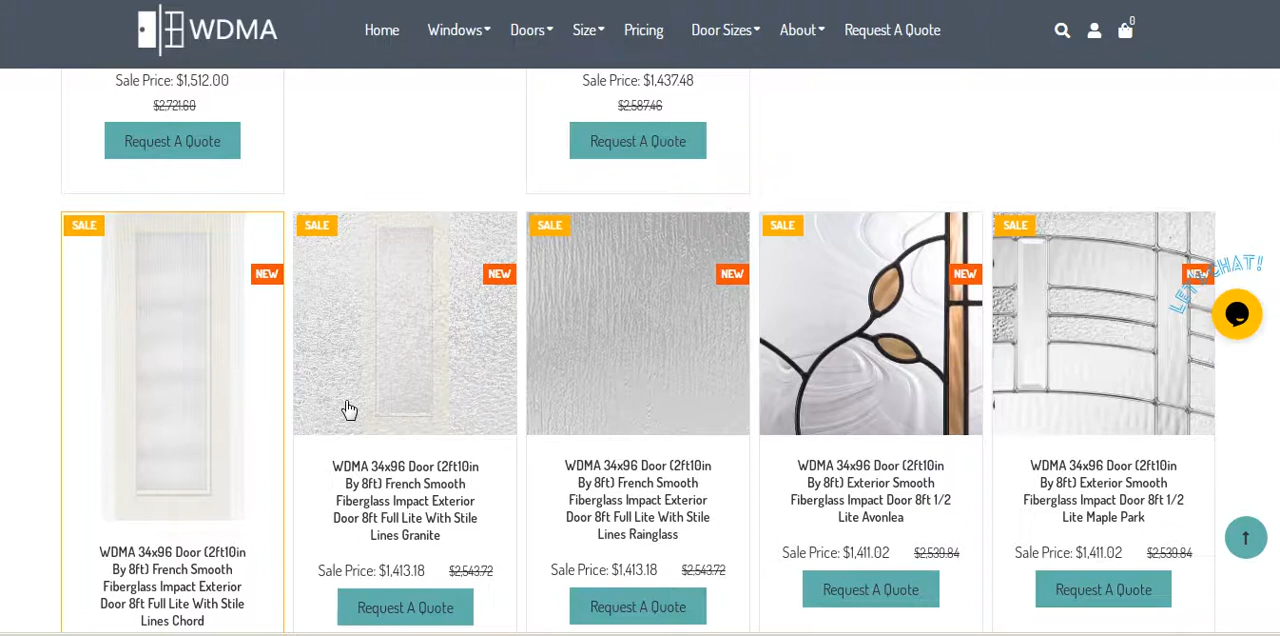 WDMA
Home Windows Doors Size Pricing Door Sizes About Request A Quote
0
Sale Price: $1,512.00
$2,721.60
Request A Quote
Sale Price: $1,437.48
$2,587.46
Request A Quote
SALE
NEW
WDMA 34x96 Door (2ft10in
By 8ft) French Smooth
Fiberglass Impact Exterior
Door 8ft Full Lite With Stile
Lines Chord
SALE
NEW
WDMA 34x96 Door (2ft10in
By 8ft) French Smooth
Fiberglass Impact Exterior
Door 8ft Full Lite With Stile
Lines Granite
Sale Price: $1,413.18 $2,543.72
Request A Quote
SALE
NEW
WDMA 34x96 Door (2ft10in
By 8ft) French Smooth
Fiberglass Impact Exterior
Door 8ft Full Lite With Stile
Lines Rainglass
Sale Price: $1,413.18 $2,543.72
Request A Quote
SALE
NEW
WDMA 34x96 Door (2ft10in
By 8ft) Exterior Smooth
Fiberglass Impact Door 8ft 1/2
Lite Avonlea
Sale Price: $1,411.02 $2,539.84
Request A Quote
SALE
NEW
WDMA 34x96 Door (2ft10in
By 8ft) Exterior Smooth
Fiberglass Impact Door 8ft 1/2
Lite Maple Park
Sale Price: $1,411.02 $2,539.84
Request A Quote
LET'S CHAT!